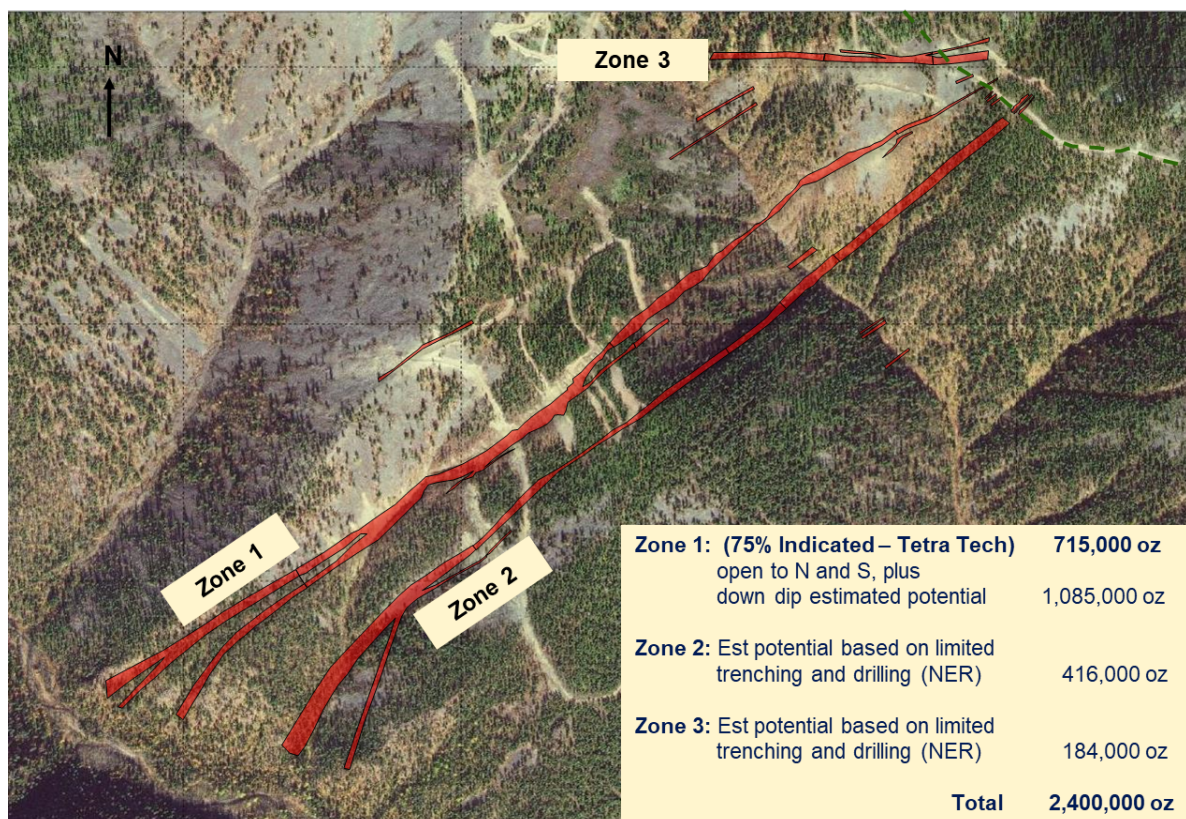 N
Zone 3
Zone 1
Zone 2
Zone 1: (75% Indicated – Tetra Tech) 715,000 oz
open to N and S, plus
down dip estimated potential 1,085,000 oz
Zone 2: Est potential based on limited
trenching and drilling (NER) 416,000 oz
Zone 3: Est potential based on limited
trenching and drilling (NER) 184,000 oz
Total 2,400,000 oz